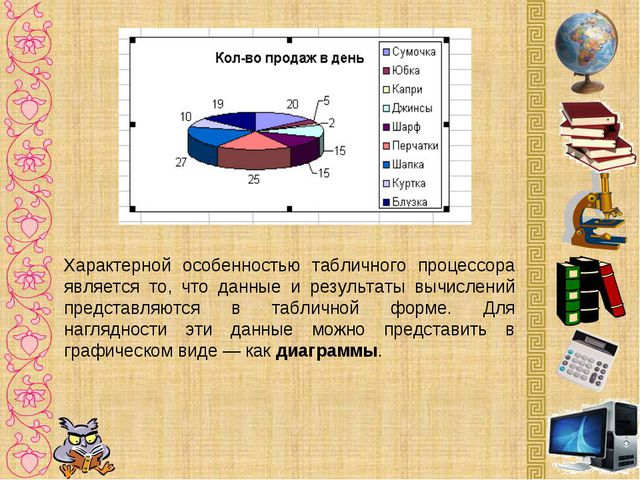 Кол-во продаж в день
Сумочка
Юбка
Капри
Джинсы
Шарф
Перчатки
Шапка
Куртка
Блузка
20
5
2
15
15
25
27
10
19
Характерной особенностью табличного процессора
является то, что данные и результаты вычислений
представляются в табличной форме. Для
наглядности эти данные можно представить в
графическом виде — как диаграммы.